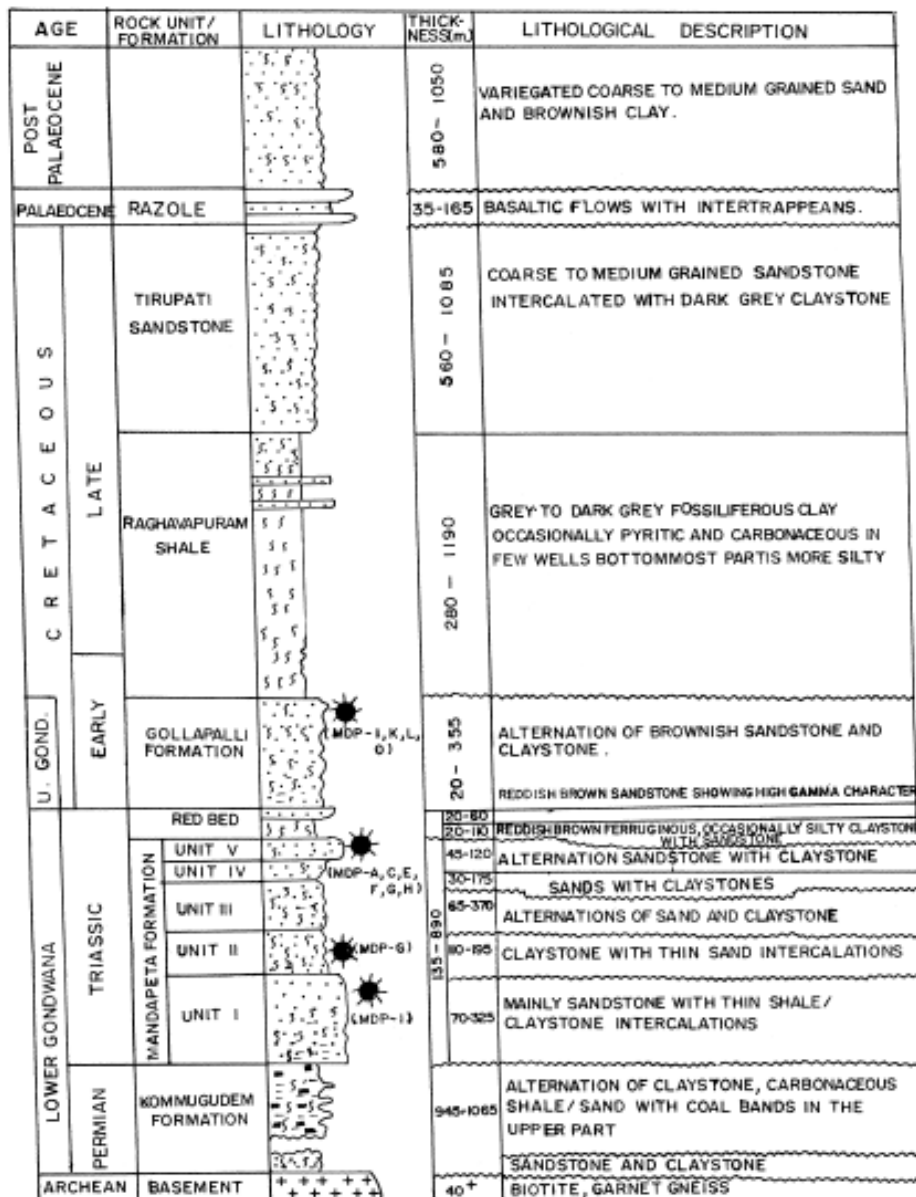 AGE
ROCK UNIT/
FORMATION
LITHOLOGY
THICK-
NESS(m)
LITHOLOGICAL DESCRIPTION
POST
PALAEOCENE
580- 1050
VARIEGATED COARSE TO MEDIUM GRAINED SAND
AND BROWNISH CLAY.
PALAEOCENE
RAZOLE
35-165
BASALTIC FLOWS WITH INTERTRAPPEANS.
CRETACEOUS
LATE
TIRUPATI
SANDSTONE
560- 1085
COARSE TO MEDIUM GRAINED SANDSTONE
INTERCALATED WITH DARK GREY CLAYSTONE
RAGHAVAPURAM
SHALE
280- 1190
GREY TO DARK GREY FOSSILIFEROUS CLAY
OCCASIONALLY PYRITIC AND CARBONACEOUS IN
FEW WELLS BOTTOMMOST PARTIS MORE SILTY
U. GOND.
EARLY
GOLLAPALLI
FORMATION
(MDP-1,K,L,
O)
20- 355
ALTERNATION OF BROWNISH SANDSTONE AND
CLAYSTONE.
REDDISH BROWN SANDSTONE SHOWING HIGH GAMMA CHARACTER
LOWER GONDWANA
TRIASSIC
RED BED
20-60
20-110
REDDISH BROWN FERRUGINOUS, OCCASIONALLY SILTY CLAYSTONE
WITH SANDSTONE
MANDAPETA FORMATION
135-890
UNIT V
45-120
ALTERNATION SANDSTONE WITH CLAYSTONE
UNIT IV
(MDP-A,C,E,
F,G,H)
30-175
SANDS WITH CLAYSTONES
UNIT III
65-370
ALTERNATIONS OF SAND AND CLAYSTONE
UNIT II
(MDP-G)
110-195
CLAYSTONE WITH THIN SAND INTERCALATIONS
UNIT I
(MDP-1)
70-325
MAINLY SANDSTONE WITH THIN SHALE/
CLAYSTONE INTERCALATIONS
PERMIAN
KOMMUGUDEM
FORMATION
945-1065
ALTERNATION OF CLAYSTONE, CARBONACEOUS
SHALE/SAND WITH COAL BANDS IN THE
UPPER PART
SANDSTONE AND CLAYSTONE
ARCHEAN
BASEMENT
40+
BIOTITE, GARNET GNEISS